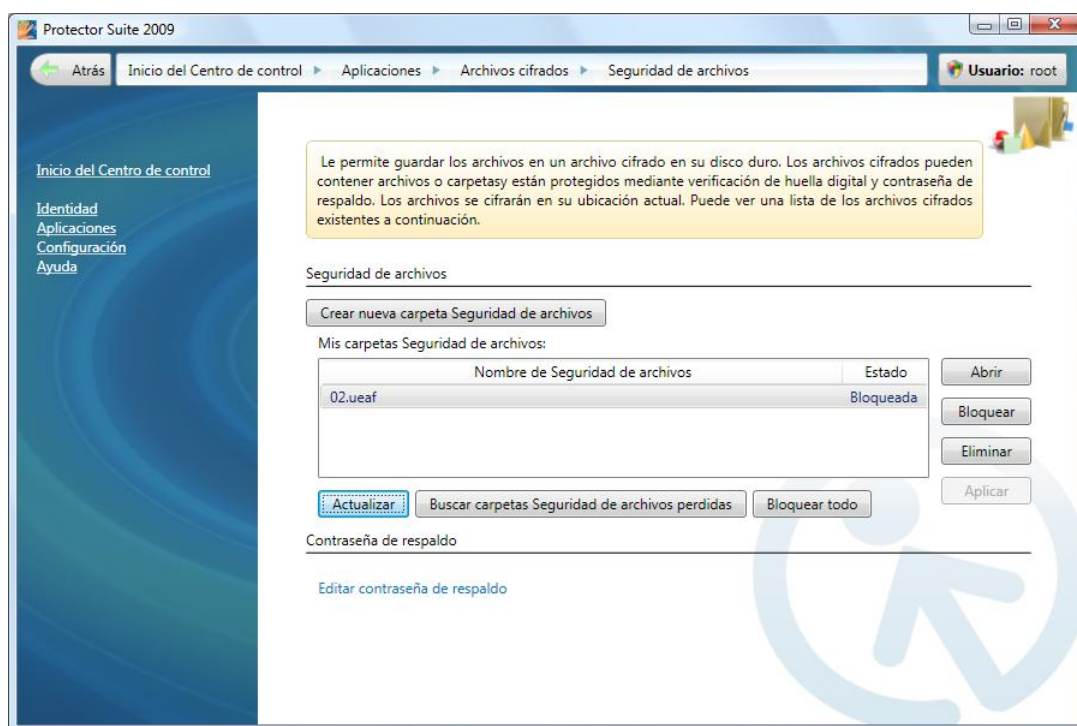 Protector Suite 2009
Atrás Inicio del Centro de control Aplicaciones Archivos cifrados Seguridad de archivos Usuario: root
Inicio del Centro de control
Identidad
Aplicaciones
Configuración
Ayuda
Le permite guardar los archivos en un archivo cifrado en su disco duro. Los archivos cifrados pueden
contener archivos o carpetasy están protegidos mediante verificación de huella digital y contraseña de
respaldo. Los archivos se cifrarán en su ubicación actual. Puede ver una lista de los archivos cifrados
existentes a continuación.
Seguridad de archivos
Crear nueva carpeta Seguridad de archivos
Mis carpetas Seguridad de archivos:
Nombre de Seguridad de archivos Estado
02.ueaf Bloqueada
Abrir
Bloquear
Eliminar
Aplicar
Actualizar Buscar carpetas Seguridad de archivos perdidas Bloquear todo
Contraseña de respaldo
Editar contraseña de respaldo